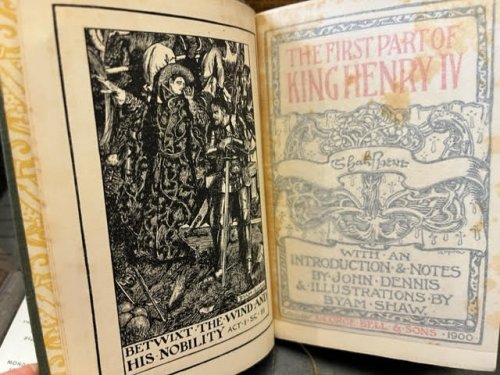 BETWIXT · THE · WIND · AND
HIS · NOBILITY ACT · I · SC · III
THE FIRST PART OF
KING HENRY IV
WITH · AN
INTRODUCTION · & · NOTES
BY · JOHN · DENNIS
& · ILLUSTRATIONS · BY
BYAM · SHAW
GEORGE · BELL · & · SONS · 1900